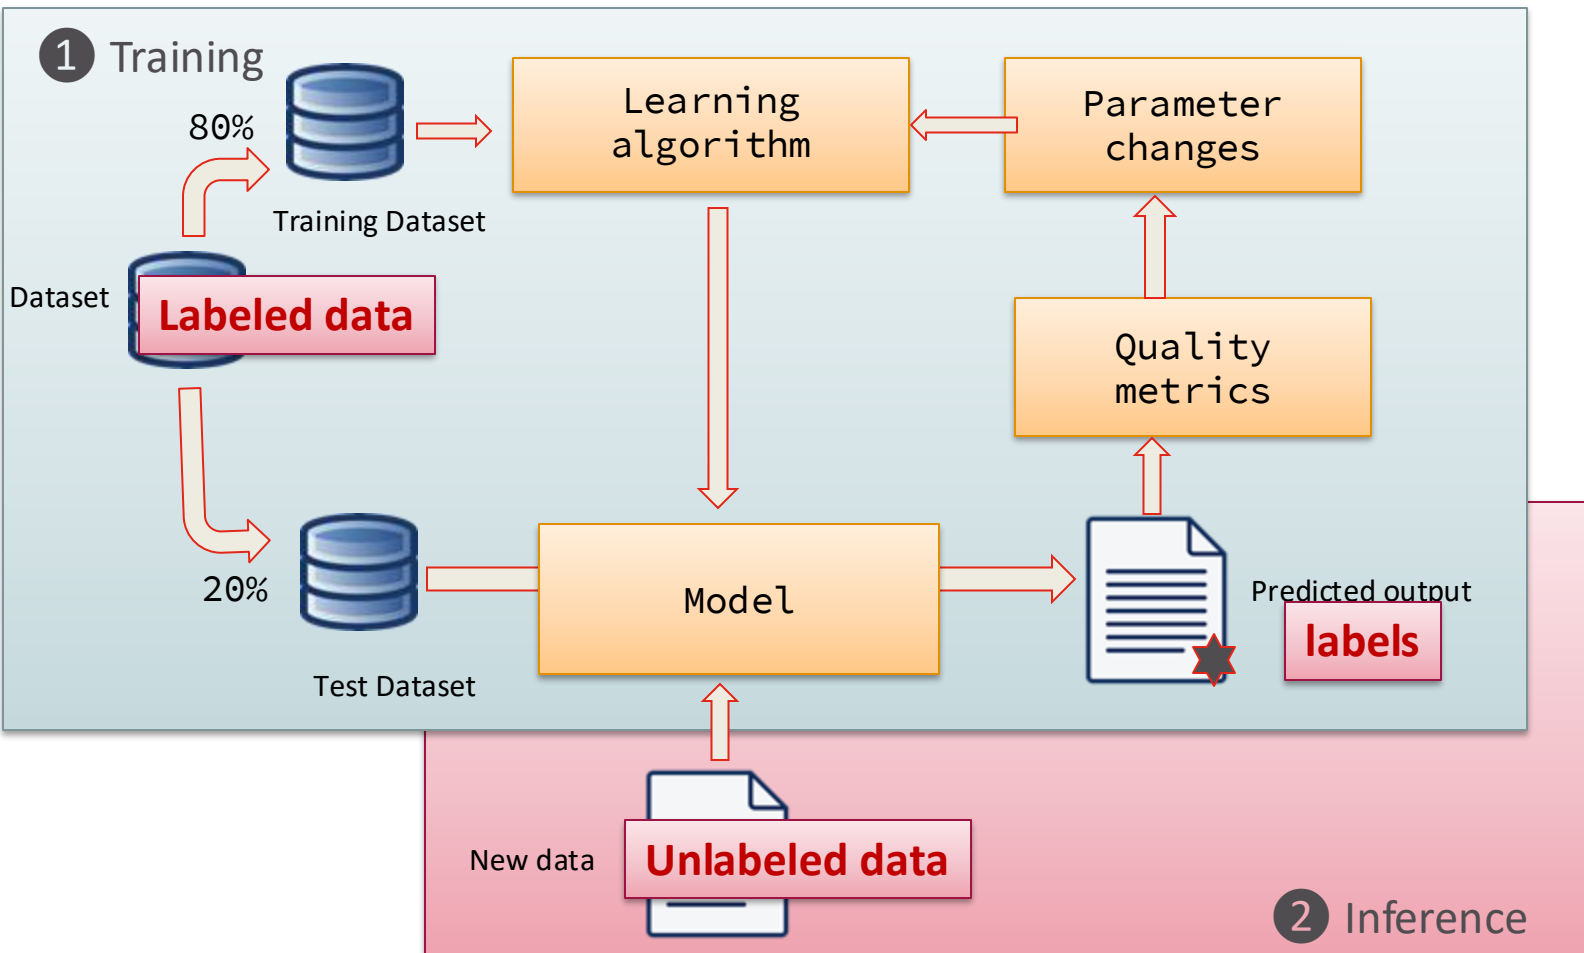 1 Training
80%
Learning
algorithm
Parameter
changes
Training Dataset
Dataset
Labeled data
Quality
metrics
20%
Model
Predicted output
labels
Test Dataset
New data
Unlabeled data
2 Inference